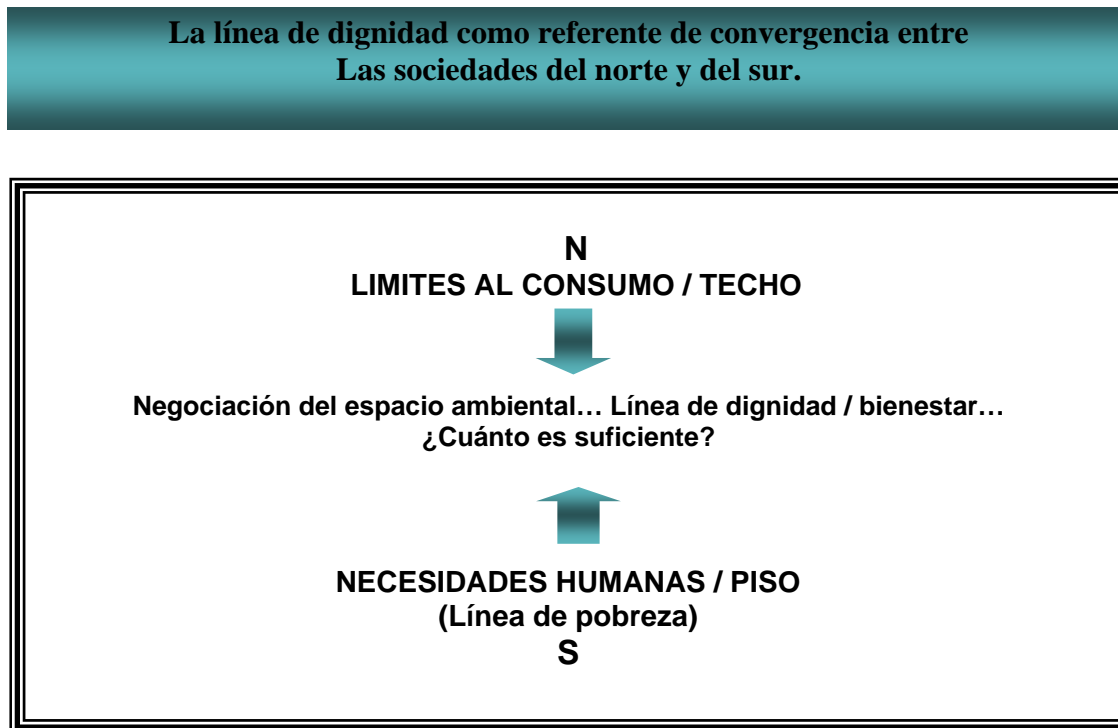 La línea de dignidad como referente de convergencia entre
Las sociedades del norte y del sur.
N
LIMITES AL CONSUMO / TECHO
Negociación del espacio ambiental… Línea de dignidad / bienestar…
¿Cuánto es suficiente?
NECESIDADES HUMANAS / PISO
(Línea de pobreza)
S